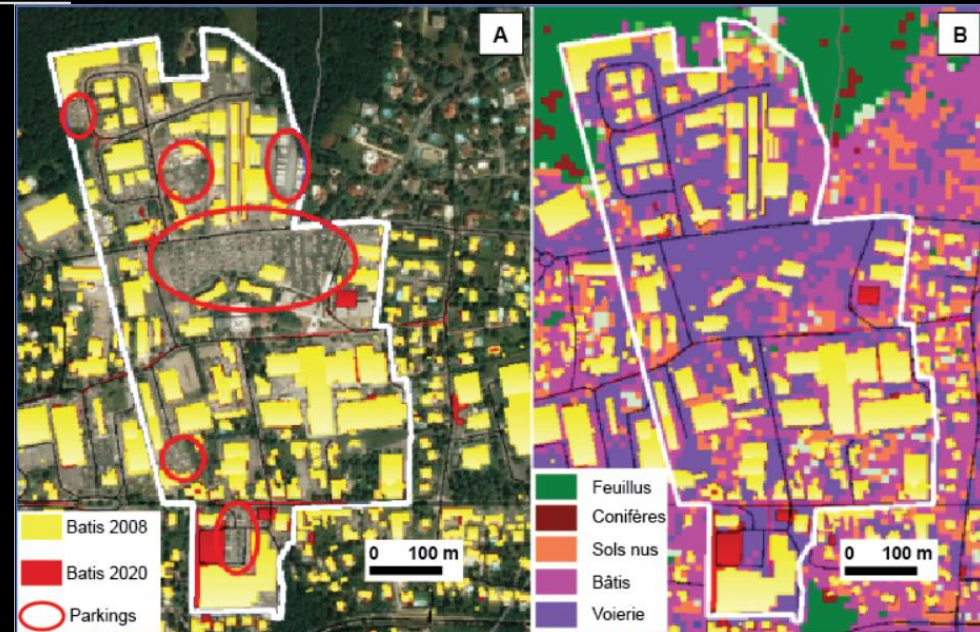 A
Batis 2008
Batis 2020
Parkings
0 100 m
B
Feuillus
Conifères
Sols nus
Bâtis
Voierie
0 100 m